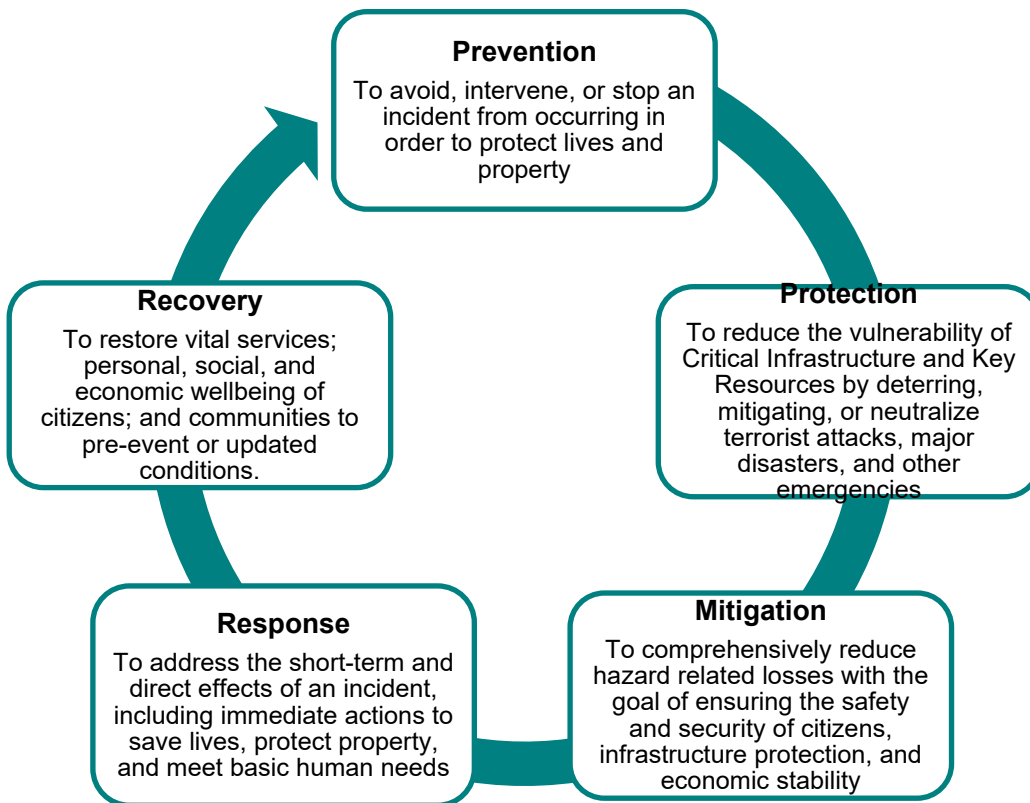 Prevention
To avoid, intervene, or stop an
incident from occurring in
order to protect lives and
property
Protection
To reduce the vulnerability of
Critical Infrastructure and Key
Resources by deterring,
mitigating, or neutralize
terrorist attacks, major
disasters, and other
emergencies
Mitigation
To comprehensively reduce
hazard related losses with the
goal of ensuring the safety
and security of citizens,
infrastructure protection, and
economic stability
Response
To address the short-term and
direct effects of an incident,
including immediate actions to
save lives, protect property,
and meet basic human needs
Recovery
To restore vital services;
personal, social, and
economic wellbeing of
citizens; and communities to
pre-event or updated
conditions.